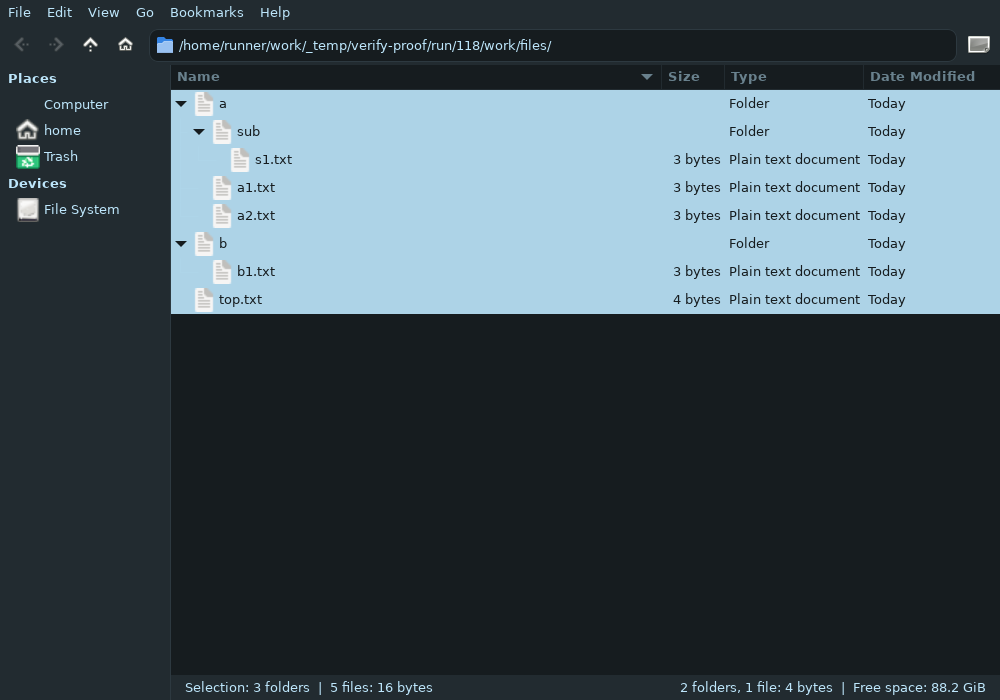 File Edit View Go Bookmarks Help
/home/runner/work/_temp/verify-proof/run/118/work/files/
Places
Computer
home
Trash
Devices
File System
Name Size Type Date Modified
a Folder Today
sub Folder Today
s1.txt 3 bytes Plain text document Today
a1.txt 3 bytes Plain text document Today
a2.txt 3 bytes Plain text document Today
b Folder Today
b1.txt 3 bytes Plain text document Today
top.txt 4 bytes Plain text document Today
Selection: 3 folders | 5 files: 16 bytes 2 folders, 1 file: 4 bytes | Free space: 88.2 GiB